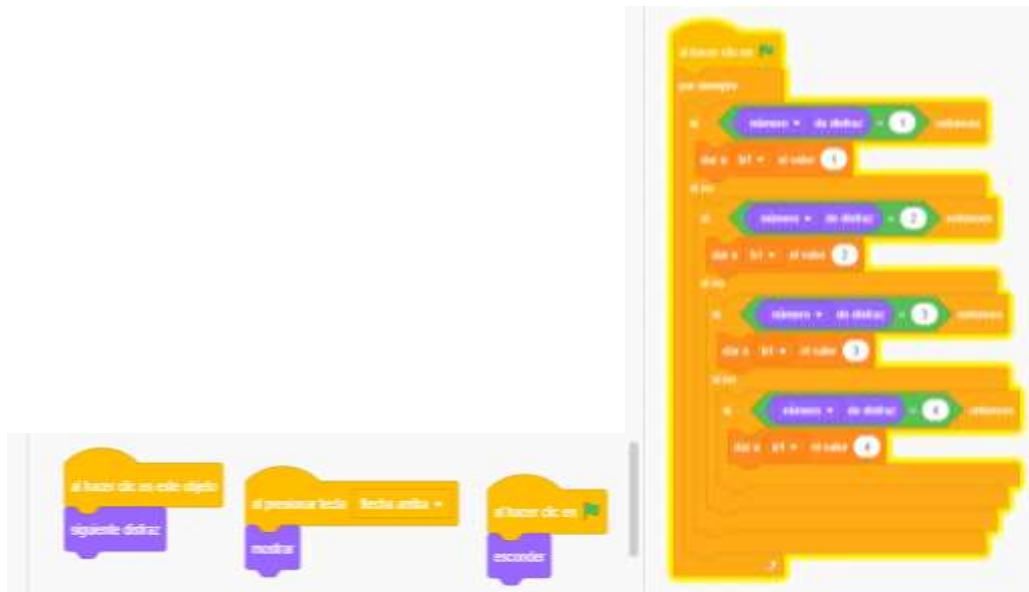 al hacer clic en este objeto
siguiente disfraz
al presionar tecla flecha arriba
mostrar
al hacer clic en
esconder
al hacer clic en
por siempre
si número de disfraz = 1 entonces
dar a b1 el valor 1
si no
si número de disfraz = 2 entonces
dar a b1 el valor 2
si no
si número de disfraz = 3 entonces
dar a b1 el valor 3
si no
si número de disfraz = 4 entonces
dar a b1 el valor 4